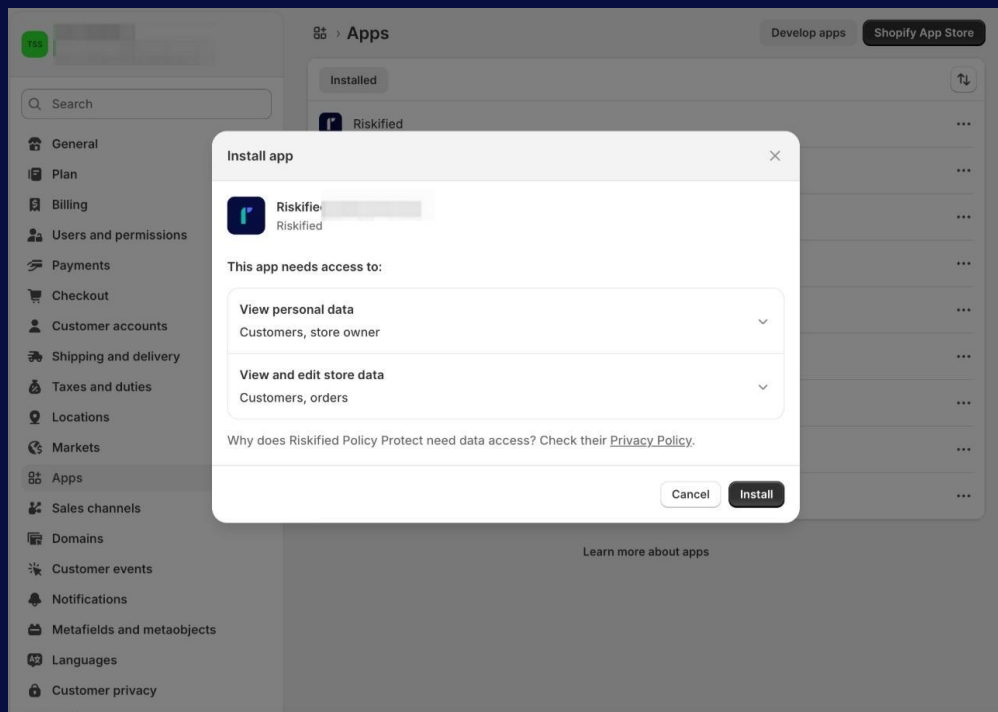 TSS
Search
General
Plan
Billing
Users and permissions
Payments
Checkout
Customer accounts
Shipping and delivery
Taxes and duties
Locations
Markets
Apps
Sales channels
Domains
Customer events
Notifications
Metafields and metaobjects
Languages
Customer privacy
Apps
Develop apps
Shopify App Store
Installed
Riskified
Install app
Riskified
This app needs access to:
View personal data
Customers, store owner
View and edit store data
Customers, orders
Why does Riskified Policy Protect need data access? Check their Privacy Policy.
Cancel
Install
Learn more about apps